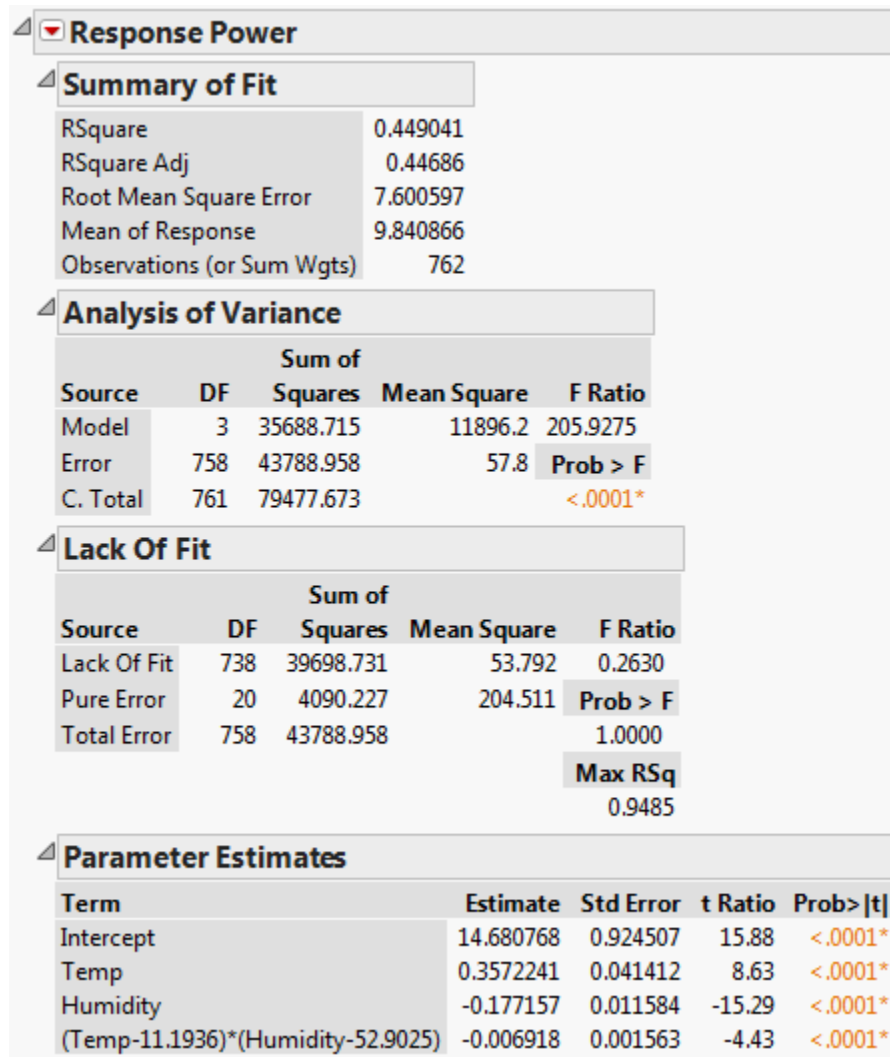 Response Power
Summary of Fit
RSquare 0.449041
RSquare Adj 0.44686
Root Mean Square Error 7.600597
Mean of Response 9.840866
Observations (or Sum Wgts) 762
Analysis of Variance
Sum of
Source DF Squares Mean Square F Ratio
Model 3 35688.715 11896.2 205.9275
Error 758 43788.958 57.8 Prob > F
C. Total 761 79477.673 <.0001*
Lack Of Fit
Sum of
Source DF Squares Mean Square F Ratio
Lack Of Fit 738 39698.731 53.792 0.2630
Pure Error 20 4090.227 204.511 Prob > F
Total Error 758 43788.958 1.0000
Max RSq
0.9485
Parameter Estimates
Term Estimate Std Error t Ratio Prob>|t|
Intercept 14.680768 0.924507 15.88 <.0001*
Temp 0.3572241 0.041412 8.63 <.0001*
Humidity -0.177157 0.011584 -15.29 <.0001*
(Temp-11.1936)*(Humidity-52.9025) -0.006918 0.001563 -4.43 <.0001*